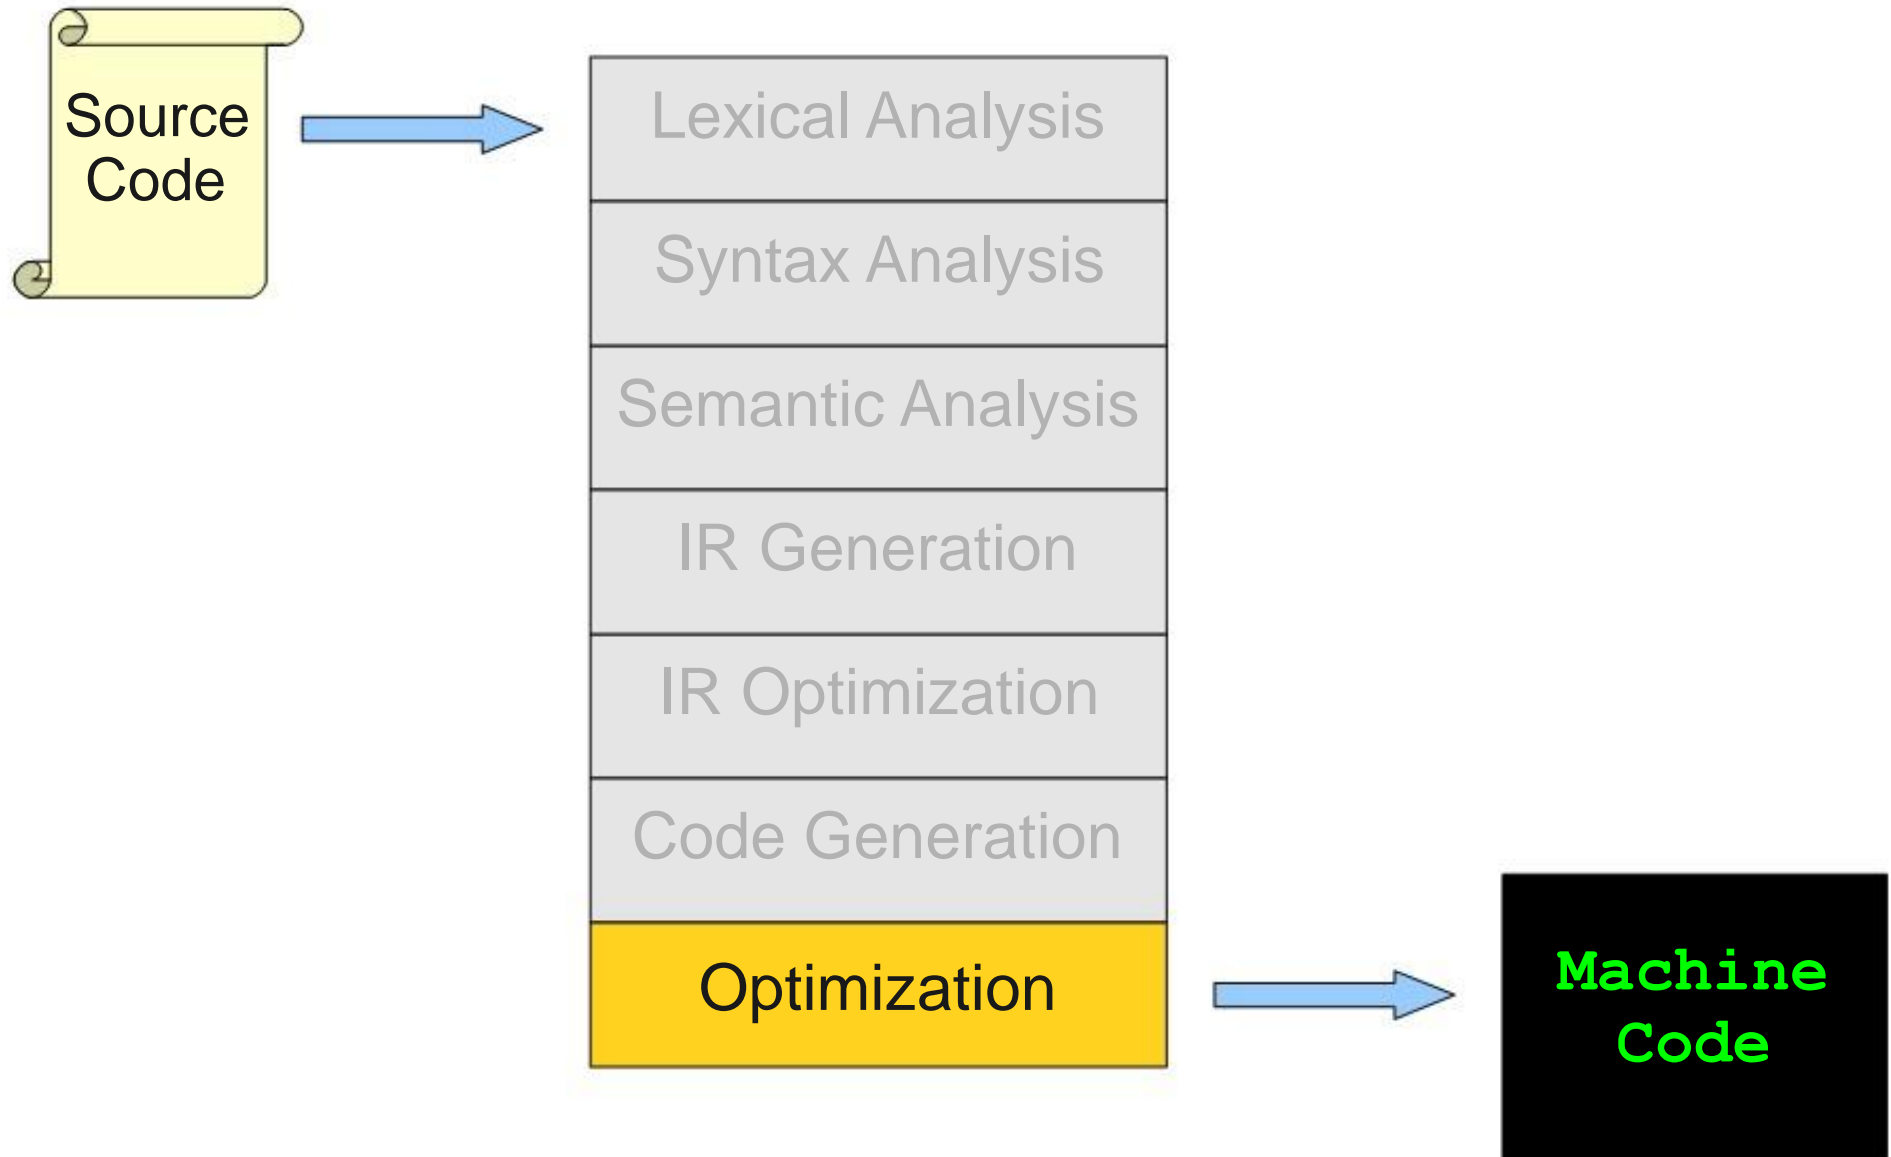 Source
Code
Lexical Analysis
Syntax Analysis
Semantic Analysis
IR Generation
IR Optimization
Code Generation
Optimization
Machine
Code